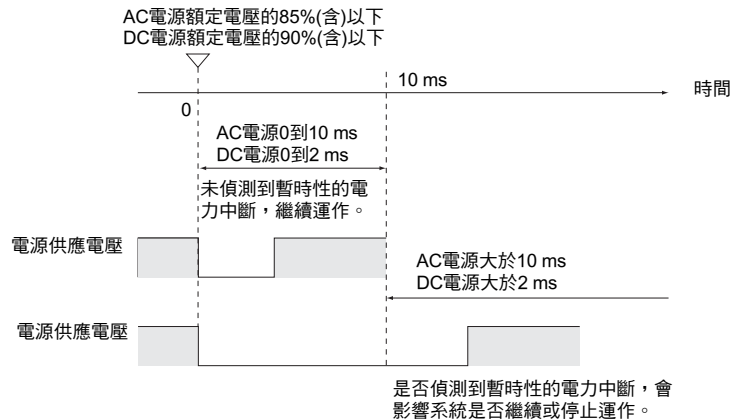 AC電源額定電壓的85%(含)以下
DC電源額定電壓的90%(含)以下
10 ms
時間
0
AC電源0到10 ms
DC電源0到2 ms
未偵測到暫時性的電
力中斷，繼續運作。
電源供應電壓
AC電源大於10 ms
DC電源大於2 ms
電源供應電壓
是否偵測到暫時性的電力中斷，會
影響系統是否繼續或停止運作。